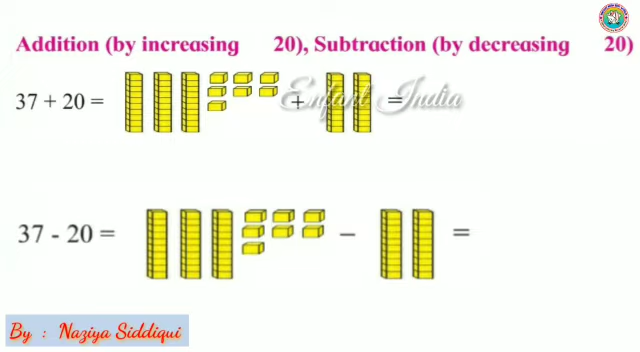 Addition (by increasing 20), Subtraction (by decreasing 20)
37 + 20 = + =
Enfant India
37 - 20 = − =
By : Naziya Siddiqui